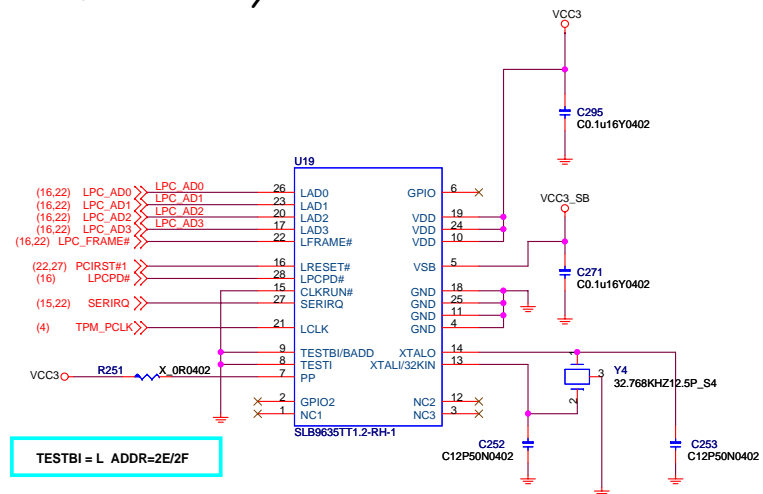 VCC3
C295
C0.1u16Y0402
U19
(16,22) LPC_AD0 LPC_AD0 26 LAD0 GPIO 6
(16,22) LPC_AD1 LPC_AD1 23 LAD1
(16,22) LPC_AD2 LPC_AD2 20 LAD2 VDD 19
(16,22) LPC_AD3 LPC_AD3 17 LAD3 VDD 24
(16,22) LPC_FRAME# 22 LFRAME# VDD 10
VCC3_SB
(22,27) PCIRST#1 16 LRESET# VSB 5
(16) LPCPD# 28 LPCPD#
C271
C0.1u16Y0402
15 CLKRUN# GND 18
(15,22) SERIRQ 27 SERIRQ GND 25
GND 11
(4) TPM_PCLK 21 LCLK GND 4
9 TESTBI/BADD XTALO 14
8 TESTI XTALI/32KIN 13
VCC3 R251 X_0R0402 7 PP
1 Y4
3
32.768KHZ12.5P_S4
2
2 GPIO2 NC2 12
1 NC1 NC3 3
SLB9635TT1.2-RH-1
C252
C12P50N0402
C253
C12P50N0402
TESTBI = L ADDR=2E/2F